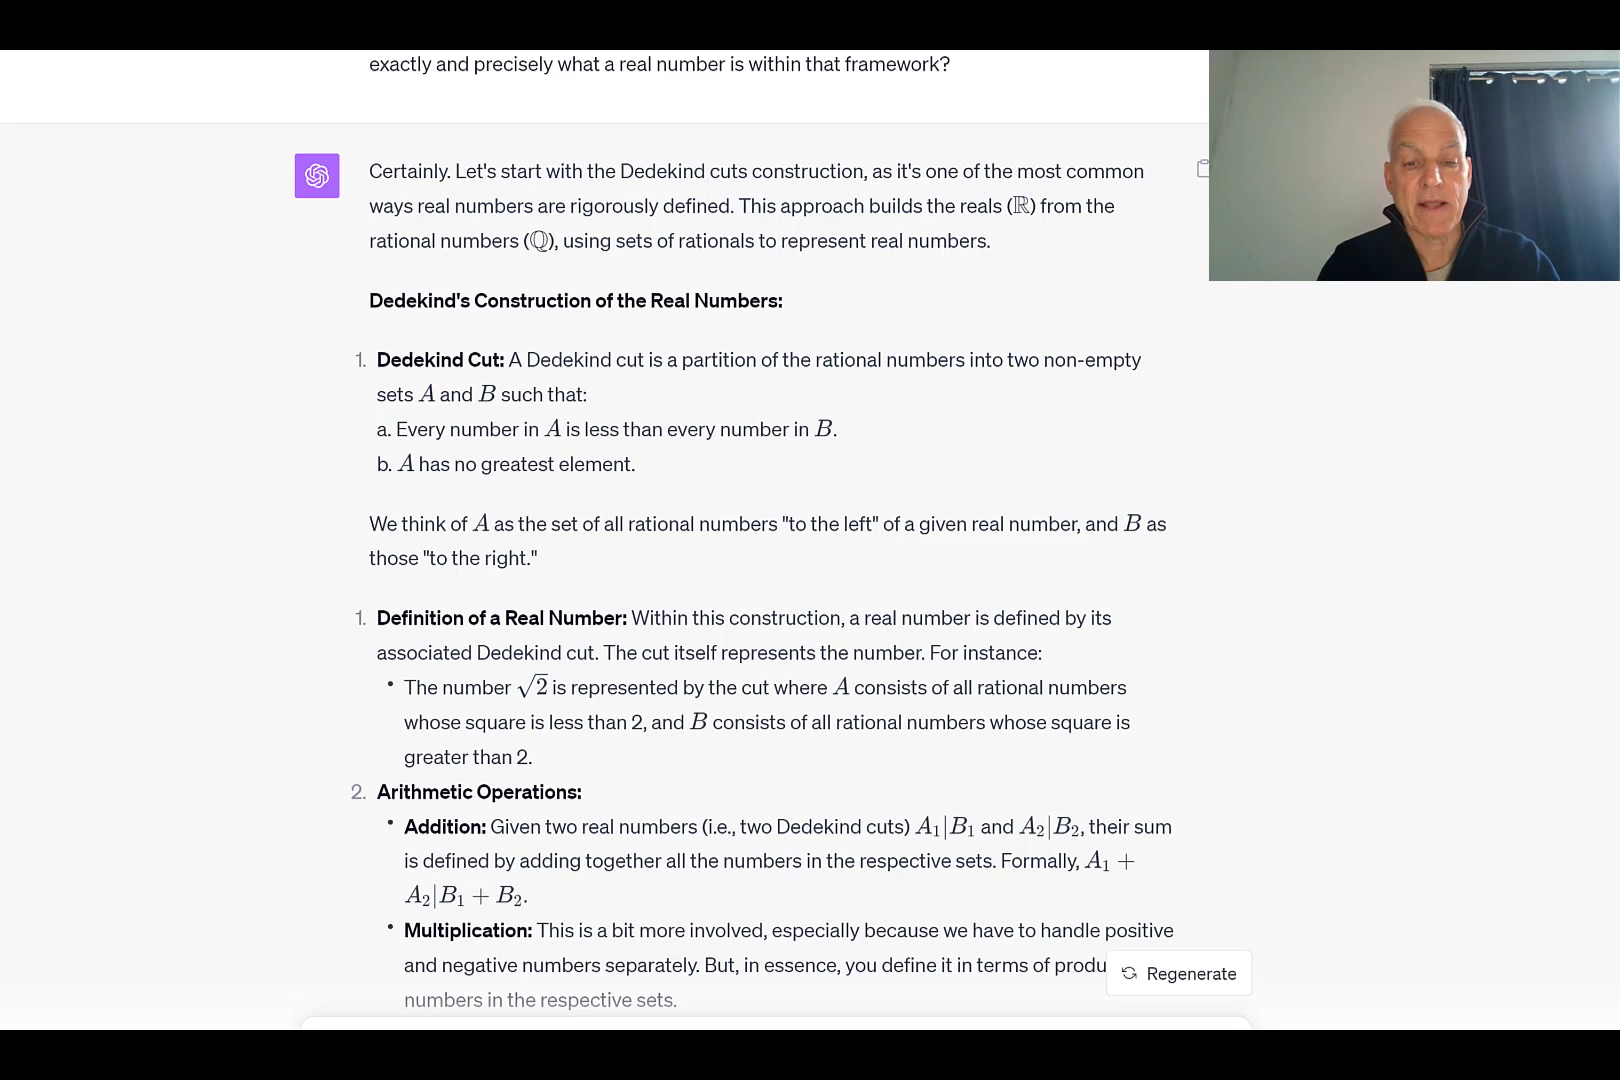 exactly and precisely what a real number is within that framework?
Certainly. Let's start with the Dedekind cuts construction, as it's one of the most common
ways real numbers are rigorously defined. This approach builds the reals (ℝ) from the
rational numbers (ℚ), using sets of rationals to represent real numbers.
Dedekind's Construction of the Real Numbers:
1. Dedekind Cut: A Dedekind cut is a partition of the rational numbers into two non-empty
sets A and B such that:
a. Every number in A is less than every number in B.
b. A has no greatest element.
We think of A as the set of all rational numbers "to the left" of a given real number, and B as
those "to the right."
1. Definition of a Real Number: Within this construction, a real number is defined by its
associated Dedekind cut. The cut itself represents the number. For instance:
• The number √2 is represented by the cut where A consists of all rational numbers
whose square is less than 2, and B consists of all rational numbers whose square is
greater than 2.
2. Arithmetic Operations:
• Addition: Given two real numbers (i.e., two Dedekind cuts) A₁|B₁ and A₂|B₂, their sum
is defined by adding together all the numbers in the respective sets. Formally, A₁ +
A₂|B₁ + B₂.
• Multiplication: This is a bit more involved, especially because we have to handle positive
and negative numbers separately. But, in essence, you define it in terms of produ
Regenerate
numbers in the respective sets.